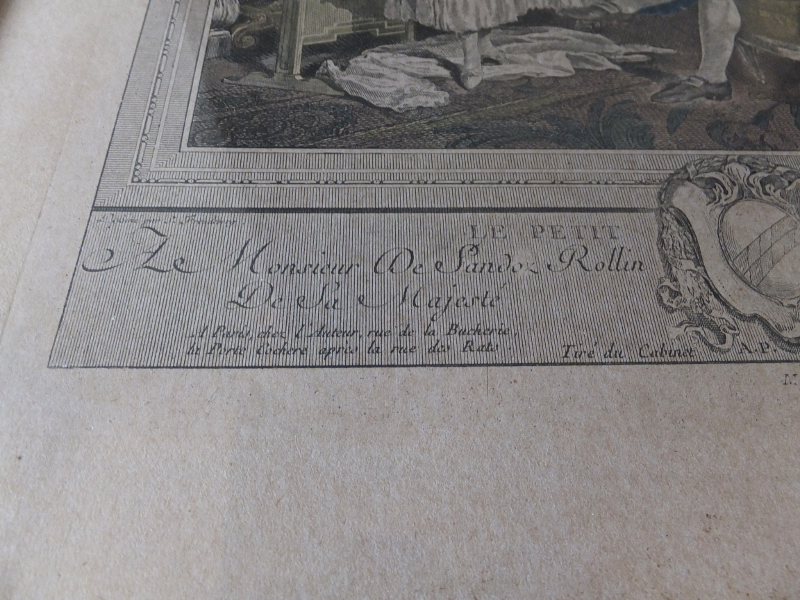 LE PETIT
Ze Monsieur De Sandoz Rollin
De Sa Majesté
A Paris, chez l'Auteur, rue de la Bucherie,
la Porte Cochere après la rue des Rats
Tiré du Cabinet
A.P.
M